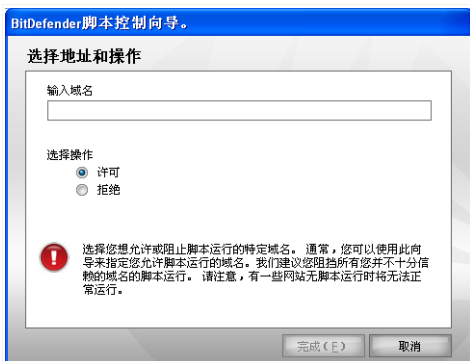 BitDefender脚本控制向导。
选择地址和操作
输入域名
选择操作
许可
拒绝
选择您想允许或阻止脚本运行的特定域名。 通常，您可以使用此向
导来指定您允许脚本运行的域名。我们建议您阻挡所有您并不十分信
赖的域名的脚本运行。 请注意，有一些网站无脚本运行时将无法正
常运行。
完成(F)
取消